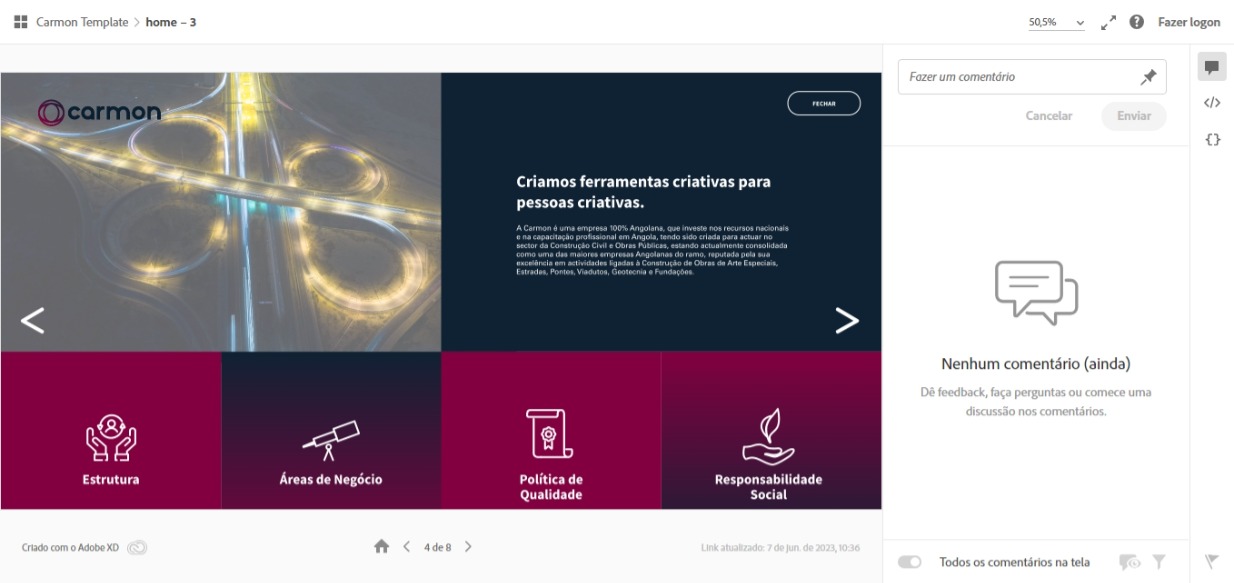 Carmon Template > home – 3
50,5%
Fazer logon
carmon
FECHAR
Criamos ferramentas criativas para
pessoas criativas.
A Carmon é uma empresa 100% Angolana, que investe nos recursos nacionais
e na capacitação profissional em Angola, tendo sido criada para actuar no
sector da Construção Civil e Obras Públicas, estando actualmente consolidada
como uma das maiores empresas Angolanas do ramo, reputada pela sua
excelência em actividades ligadas à Construção de Obras de Arte Especiais,
Estradas, Pontes, Viadutos, Geotecnia e Fundações.
Estrutura
Áreas de Negócio
Política de
Qualidade
Responsabilidade
Social
Criado com o Adobe XD
4 de 8
Link atualizado: 7 de jun. de 2023, 10:36
Fazer um comentário
Cancelar
Enviar
Nenhum comentário (ainda)
Dê feedback, faça perguntas ou comece uma
discussão nos comentários.
Todos os comentários na tela